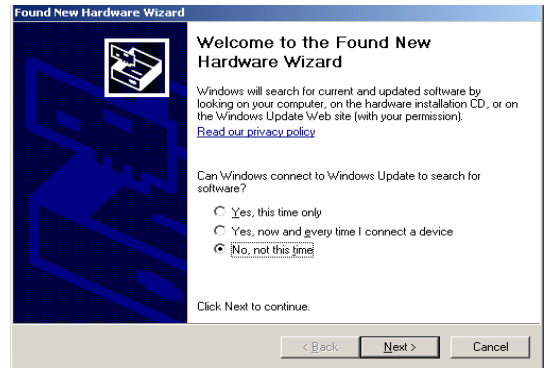 Found New Hardware Wizard
Welcome to the Found New
Hardware Wizard
Windows will search for current and updated software by
looking on your computer, on the hardware installation CD, or on
the Windows Update Web site (with your permission).
Read our privacy policy
Can Windows connect to Windows Update to search for
software?
Yes, this time only
Yes, now and every time I connect a device
No, not this time
Click Next to continue.
< Back Next > Cancel